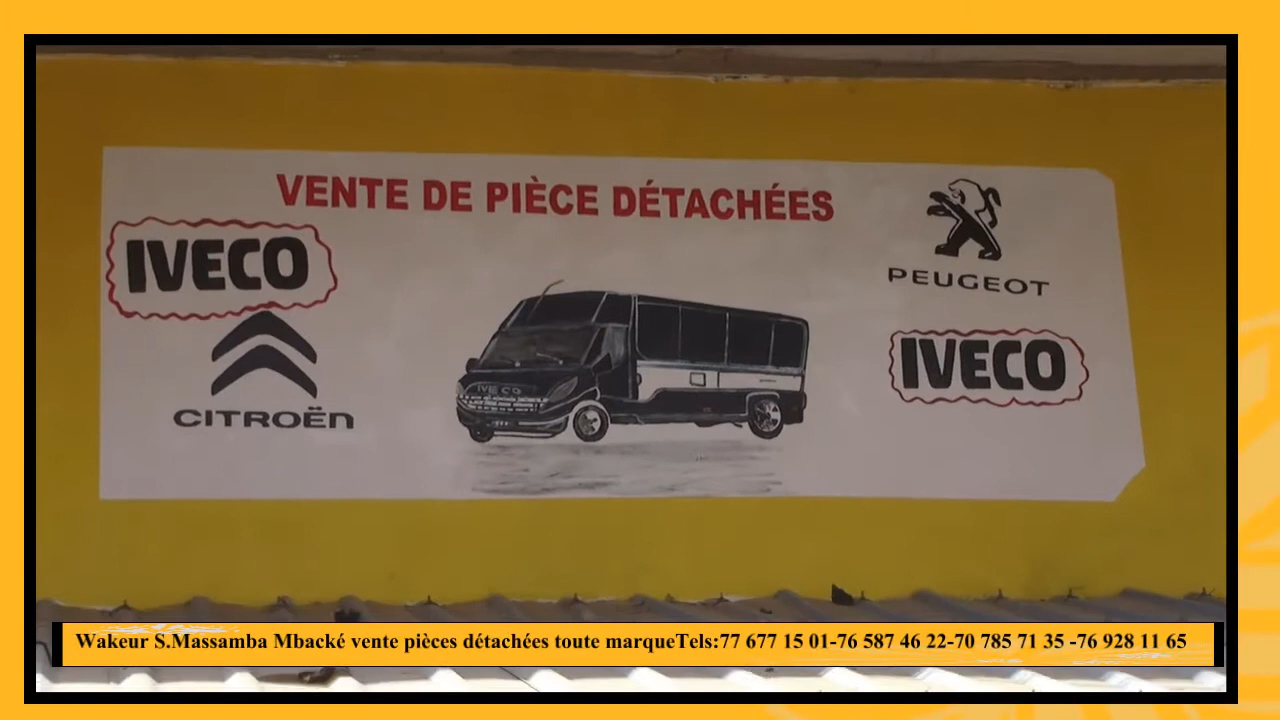 VENTE DE PIÈCE DÉTACHÉES
IVECO
CITROËN
IVECO
PEUGEOT
IVECO
Wakeur S.Massamba Mbacké vente pièces détachées toute marqueTels:77 677 15 01-76 587 46 22-70 785 71 35 -76 928 11 65